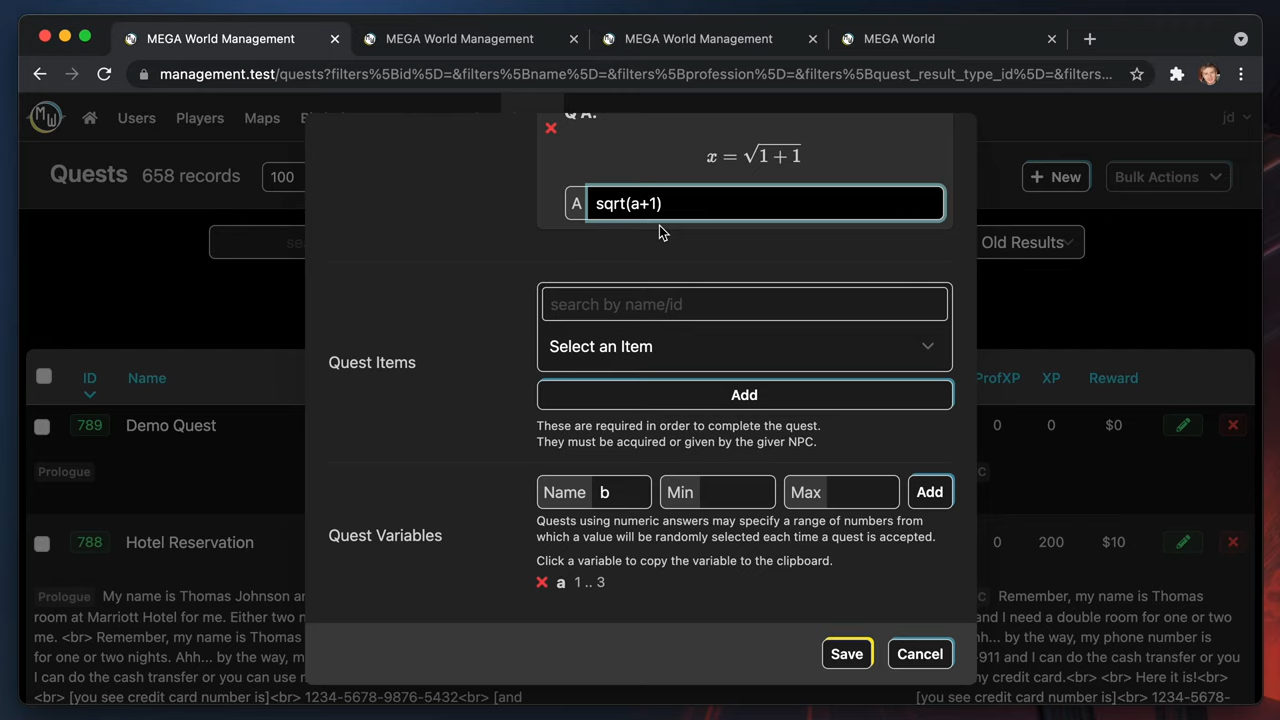 MEGA World Management
MEGA World Management
MEGA World Management
MEGA World
management.test/quests?filters%5Bid%5D=&filters%5Bname%5D=&filters%5Bprofession%5D=&filters%5Bquest_result_type_id%5D=&filters...
MW
Users
Players
Maps
jd
Quests
658 records
100
+ New
Bulk Actions
Old Results
Q A.
x = √1 + 1
A
sqrt(a+1)
Quest Items
search by name/id
Select an Item
Add
These are required in order to complete the quest.
They must be acquired or given by the giver NPC.
Quest Variables
Name b
Min
Max
Add
Quests using numeric answers may specify a range of numbers from
which a value will be randomly selected each time a quest is accepted.
Click a variable to copy the variable to the clipboard.
a 1 .. 3
Save
Cancel
ID
Name
ProfXP
XP
Reward
789
Demo Quest
0
0
$0
Prologue
788
Hotel Reservation
0
200
$10
Prologue
My name is Thomas Johnson
room at Marriott Hotel for me. Either two
me. <br> Remember, my name is Thomas
for one or two nights. Ahh... by the way, m
I can do the cash transfer or you can use
<br> Remember, my name is Thomas
<br> [you see credit card number is]<br> 1234-5678-9876-5432<br> [and
Remember, my name is Thomas
and I need a double room for one or two
... by the way, my phone number is
-911 and I can do the cash transfer or you
my credit card.<br> <br> Here it is!<br>
[you see credit card number is]<br> 1234-5678-